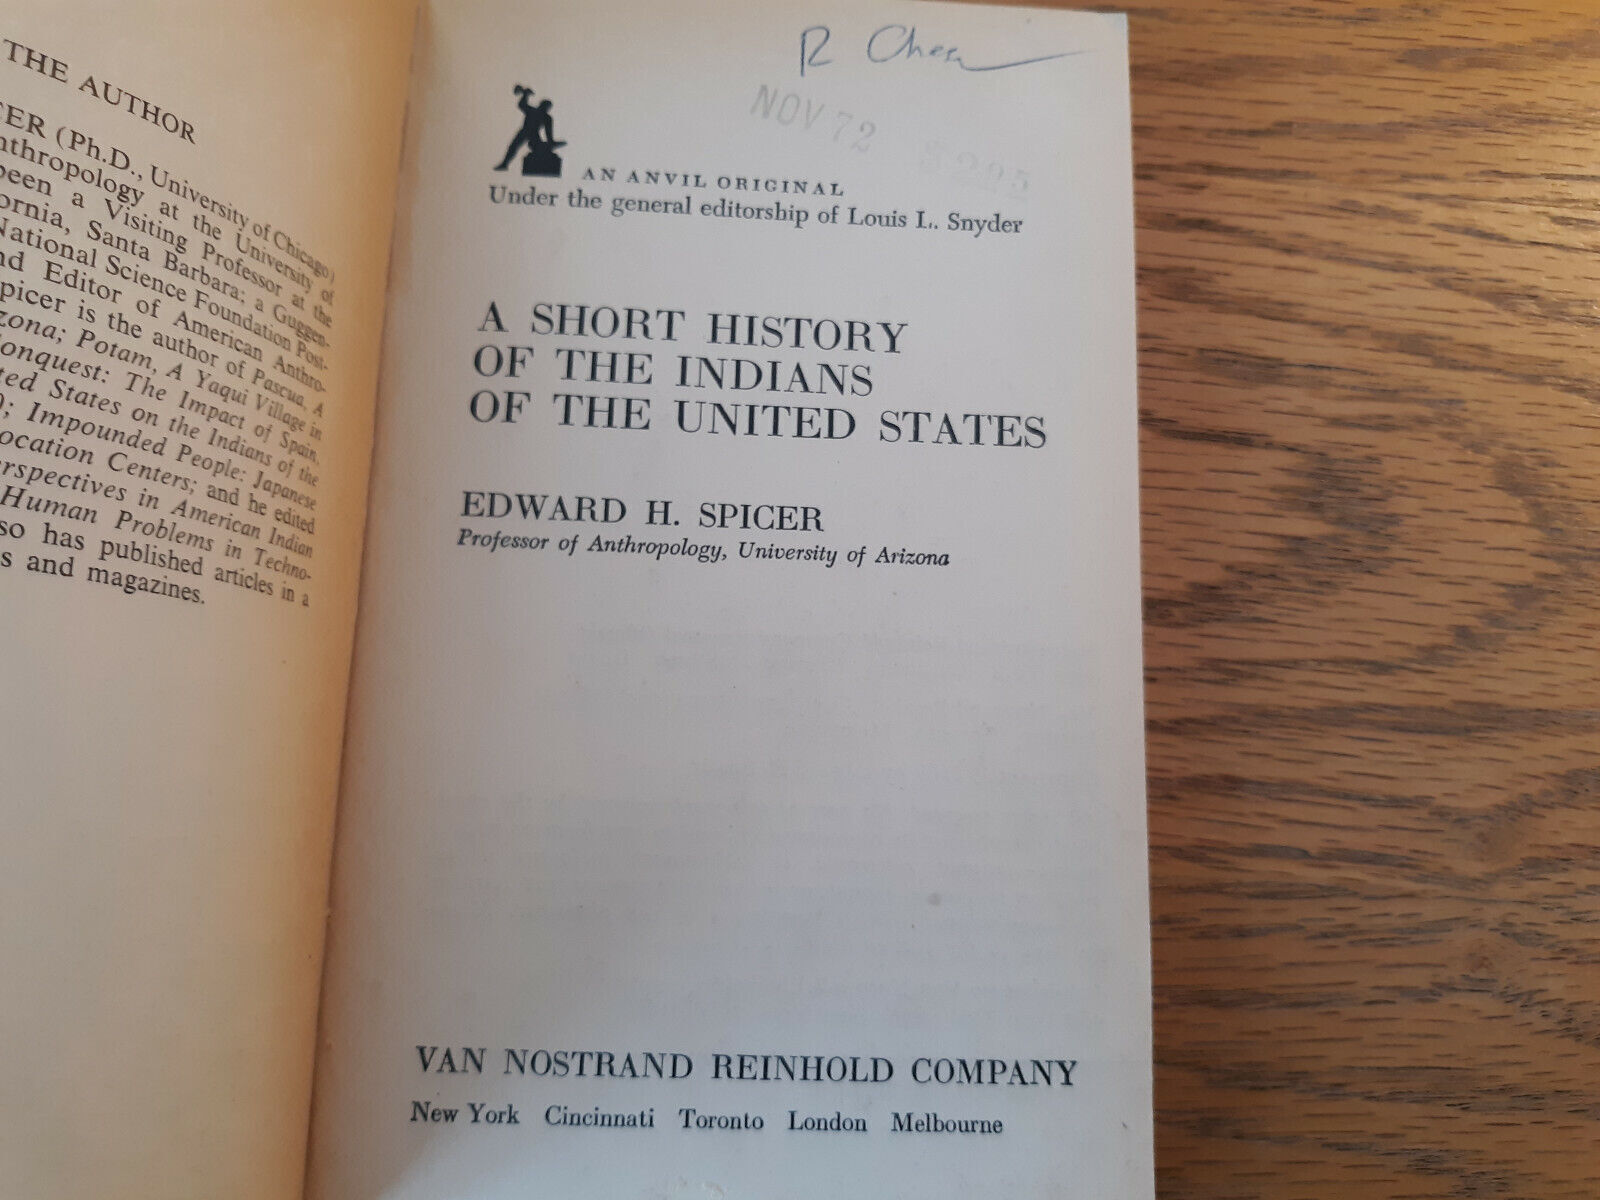 THE AUTHOR
CER (Ph.D., University of Chicago)
nthropology at the University of
been a Visiting Professor at the
ornia, Santa Barbara; a Guggen-
National Science Foundation Post-
nd Editor of American Anthro-
Spicer is the author of Pascua, A
zona; Potam, A Yaqui Village in
onquest: The Impact of Spain,
ted States on the Indians of the
); Impounded People: Japanese
location Centers; and he edited
erspectives in American Indian
Human Problems in Techno-
so has published articles in a
s and magazines.
R
NOV 72
AN ANVIL ORIGINAL
Under the general editorship of Louis L. Snyder
A SHORT HISTORY
OF THE INDIANS
OF THE UNITED STATES
EDWARD H. SPICER
Professor of Anthropology, University of Arizona
VAN NOSTRAND REINHOLD COMPANY
New York Cincinnati Toronto London Melbourne